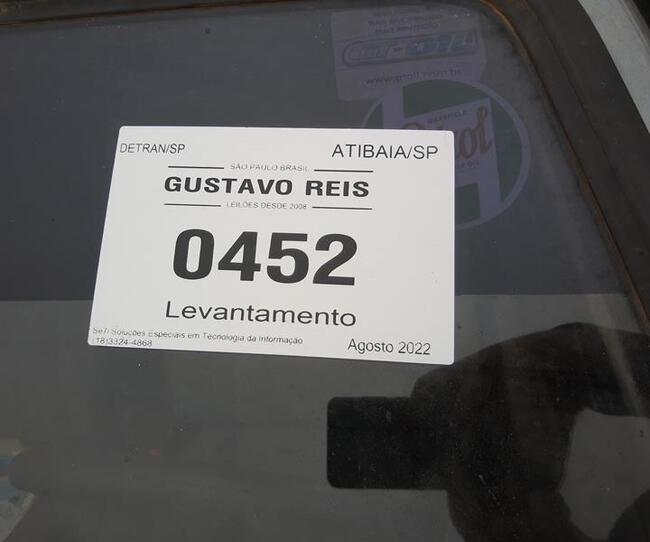 DETRAN/SP
ATIBAIA/SP
SÃO PAULO BRASIL
GUSTAVO REIS
LEILÕES DESDE 2008
0452
Levantamento
Se7i Soluções Especiais em Tecnologia da Informação
(18)3324-4868
Agosto 2022
WAKEFIELD